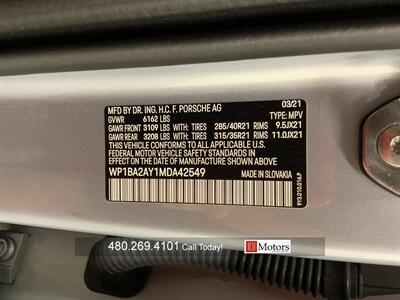 MFD BY DR. ING. H.C. F. PORSCHE AG 03/21
GVWR 6162 LBS TYPE: MPV
GAWR FRONT 3109 LBS WITH: TIRES 285/40R21 RIMS 9.5JX21
GAWR REAR 3208 LBS WITH: TIRES 315/35R21 RIMS 11.0JX21
THIS VEHICLE CONFORMS TO ALL APPLICABLE U.S.
FEDERAL MOTOR VEHICLE SAFETY STANDARDS IN EFFECT ON THE
DATE OF MANUFACTURE SHOWN ABOVE
WP1BA2AY1MDA42549 MADE IN SLOVAKIA
9Y3.010.016.P
480.269.4101 Call Today!
Motors